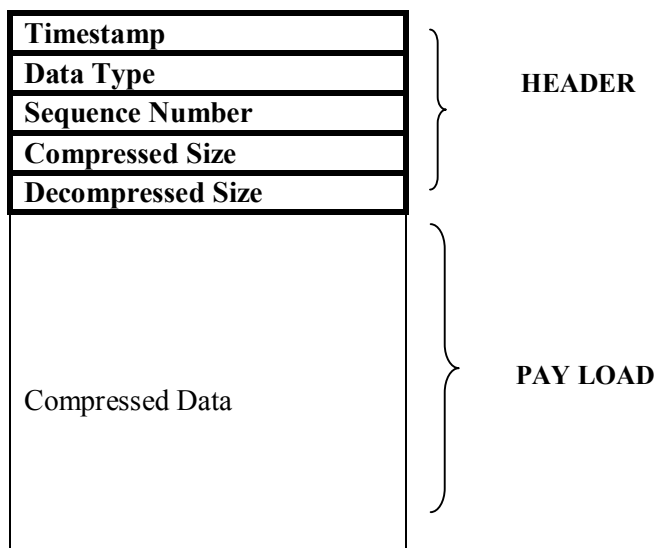 Timestamp
Data Type
HEADER
Sequence Number
Compressed Size
Decompressed Size
Compressed Data
PAY LOAD